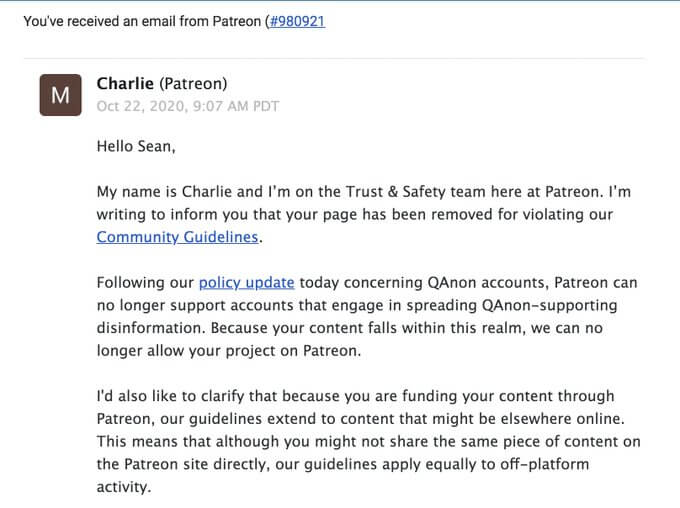 You've received an email from Patreon (#980921
M
Charlie (Patreon)
Oct 22, 2020, 9:07 AM PDT
Hello Sean,
My name is Charlie and I’m on the Trust & Safety team here at Patreon. I’m
writing to inform you that your page has been removed for violating our
Community Guidelines.
Following our policy update today concerning QAnon accounts, Patreon can
no longer support accounts that engage in spreading QAnon-supporting
disinformation. Because your content falls within this realm, we can no
longer allow your project on Patreon.
I'd also like to clarify that because you are funding your content through
Patreon, our guidelines extend to content that might be elsewhere online.
This means that although you might not share the same piece of content on
the Patreon site directly, our guidelines apply equally to off-platform
activity.